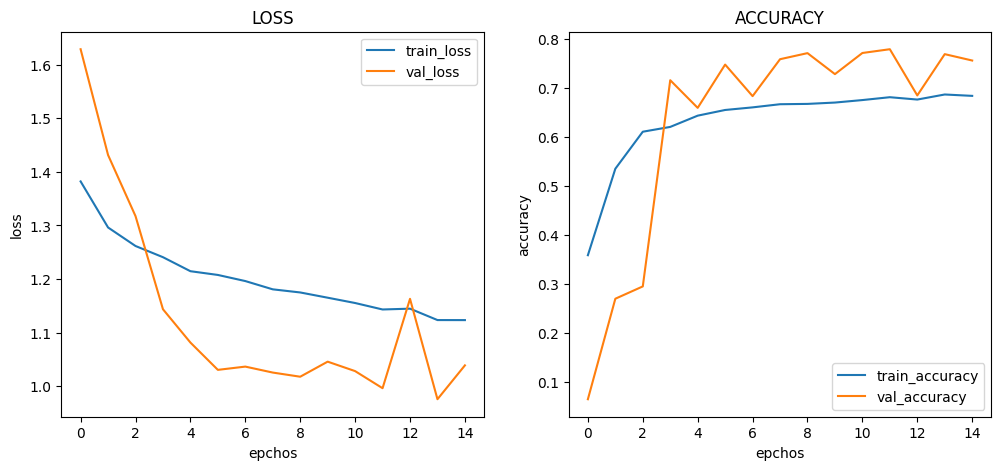 LOSS
train_loss
val_loss
1.6
1.5
1.4
1.3
1.2
1.1
1.0
loss
0 2 4 6 8 10 12 14
epchos
ACCURACY
0.8
0.7
0.6
0.5
0.4
0.3
0.2
0.1
accuracy
train_accuracy
val_accuracy
0 2 4 6 8 10 12 14
epchos